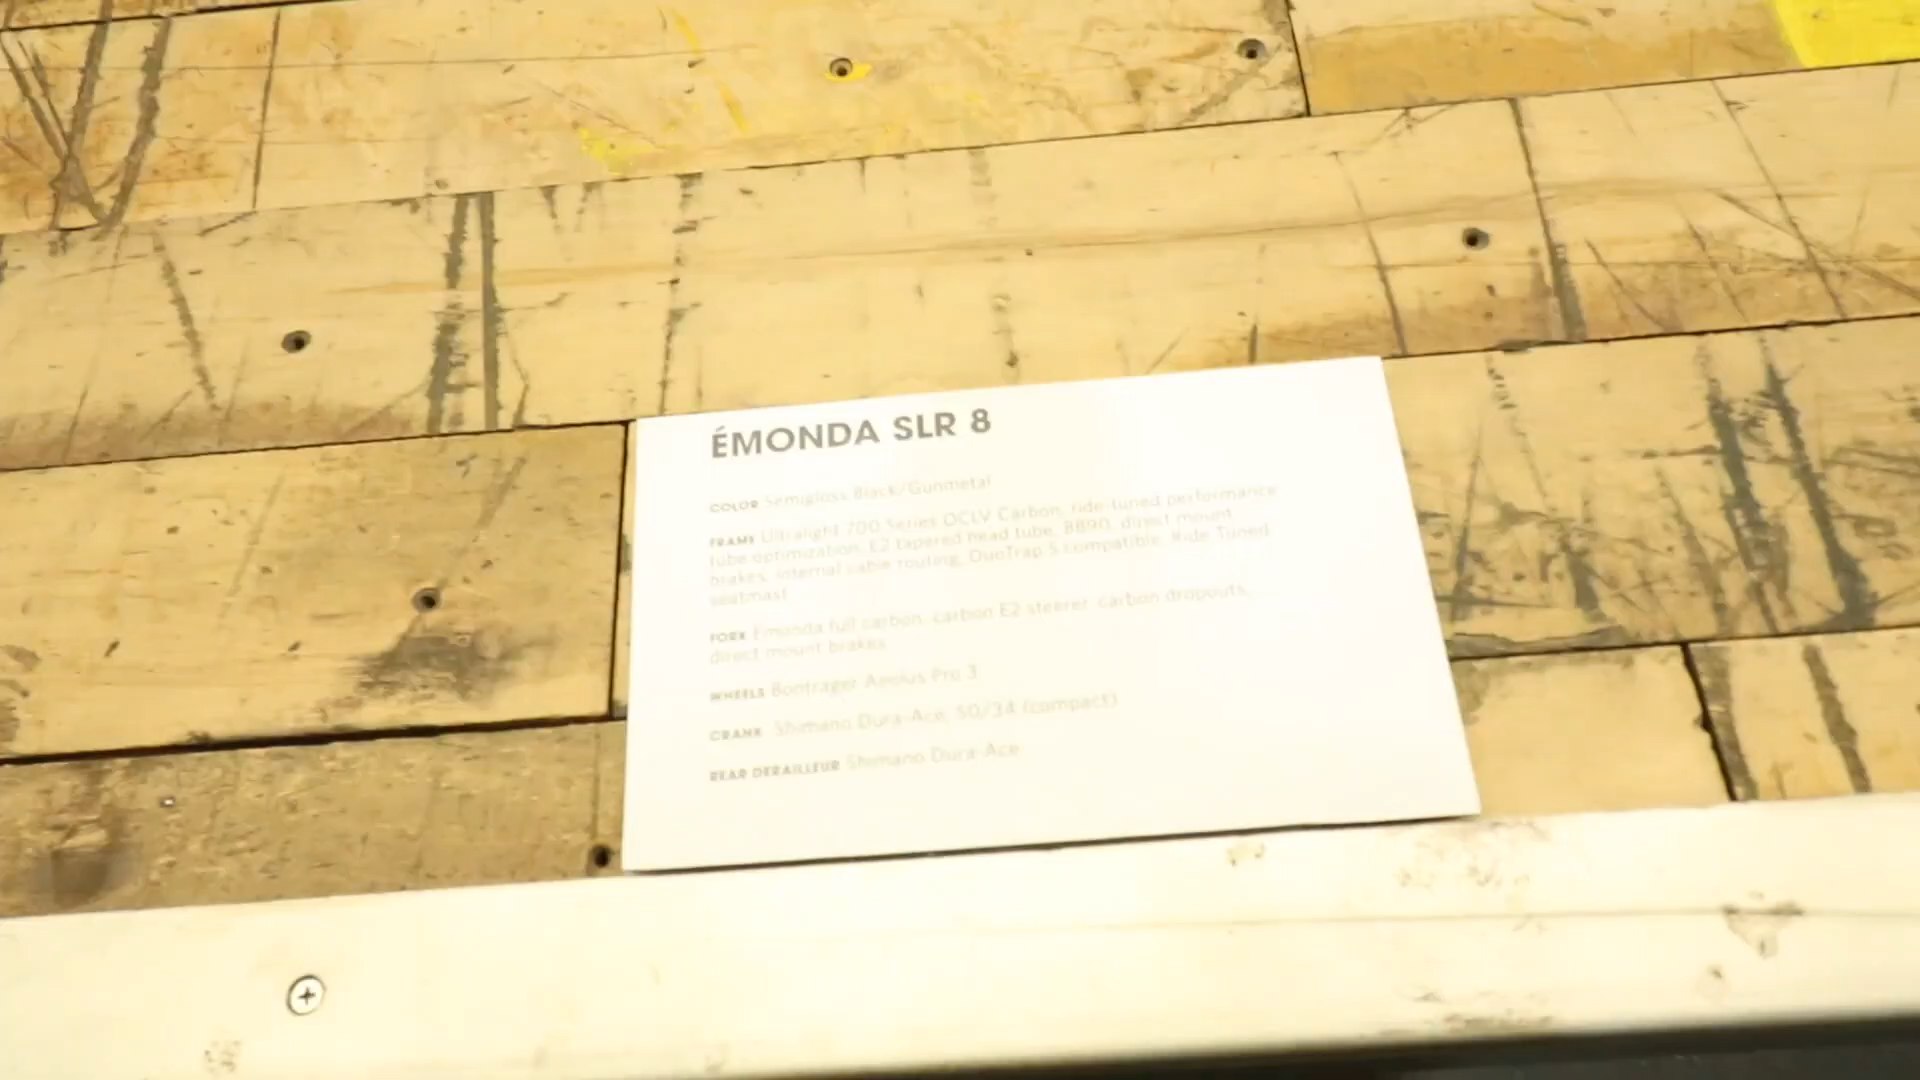 ÉMONDA SLR 8
COLOR Semigloss Black/Gunmetal
FRAME Ultralight 700 Series OCLV Carbon, ride-tuned performance
tube optimization, E2 tapered head tube, BB90, direct mount
brakes, internal cable routing, DuoTrap S compatible, Ride Tuned
seatmast
FORK Émonda full carbon, carbon E2 steerer, carbon dropouts,
direct mount brakes
WHEELS Bontrager Aeolus Pro 3
CRANK Shimano Dura-Ace, 50/34 (compact)
REAR DERAILLEUR Shimano Dura-Ace